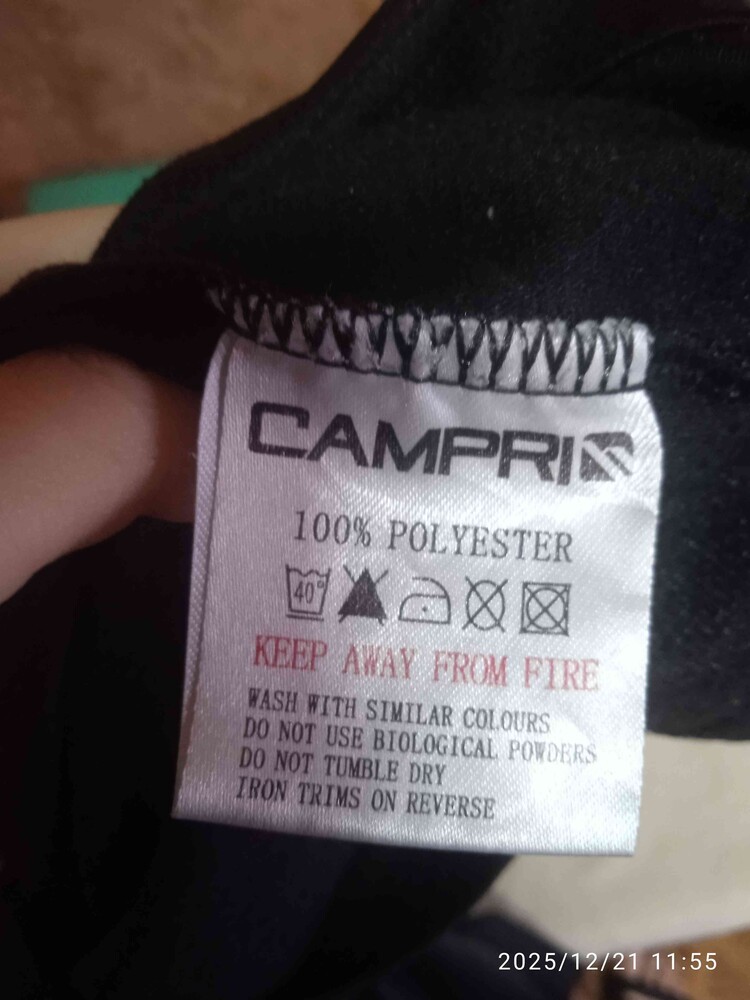 CAMPRI
100% POLYESTER
40°
KEEP AWAY FROM FIRE
WASH WITH SIMILAR COLOURS
DO NOT USE BIOLOGICAL POWDERS
DO NOT TUMBLE DRY
IRON TRIMS ON REVERSE
2025/12/21 11:55